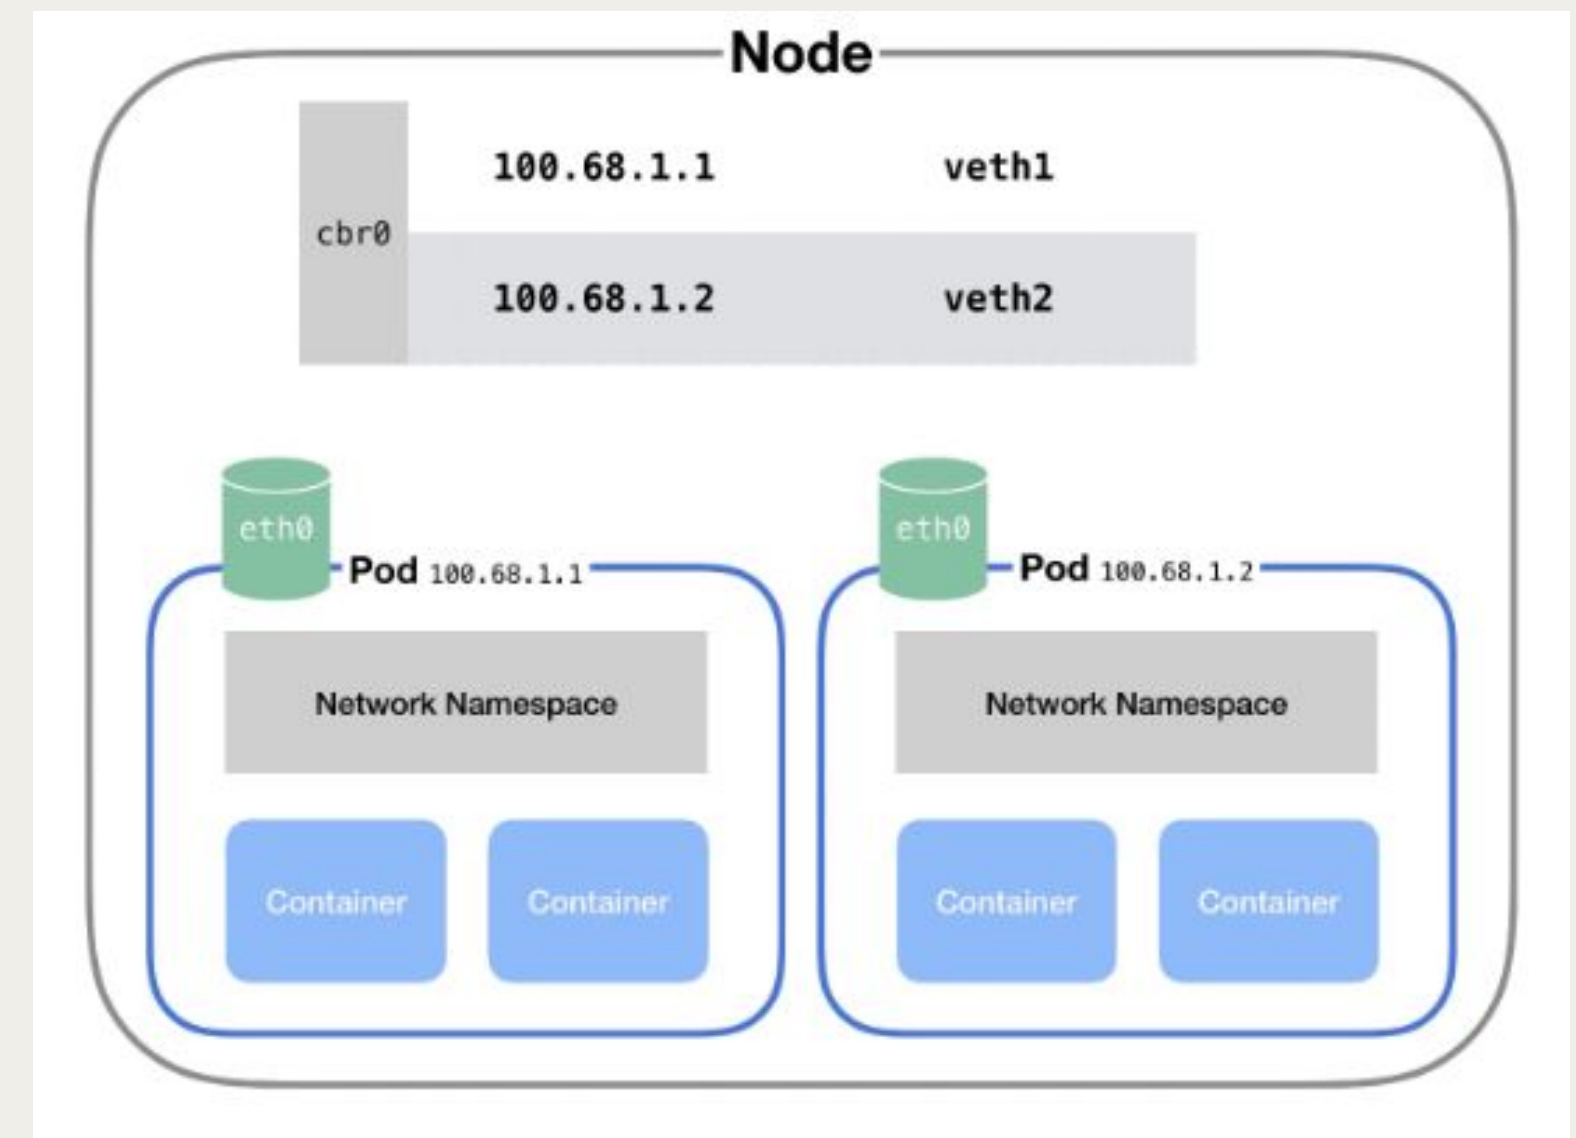 Node
100.68.1.1 veth1
cbr0
100.68.1.2 veth2
eth0
Pod 100.68.1.1
Network Namespace
Container Container
eth0
Pod 100.68.1.2
Network Namespace
Container Container